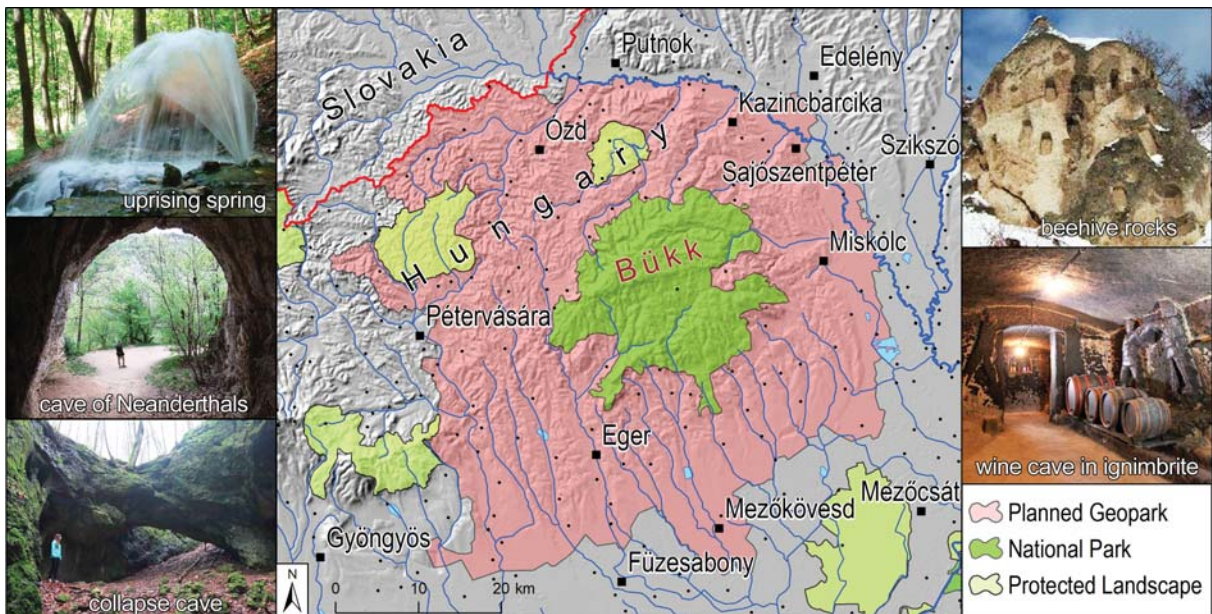 uprising spring
cave of Neanderthals
collapse cave
Slovakia
Hungary
Putnok
Edelény
Kazincbarcika
Ózd
Szikszó
Sajószentpéter
Miskolc
Bükk
Pétervására
Eger
Mezőkövesd
Mezőcsát
Gyöngyös
Füzesabony
N
0 10 20 km
beehive rocks
wine cave in ignimbrite
Planned Geopark
National Park
Protected Landscape